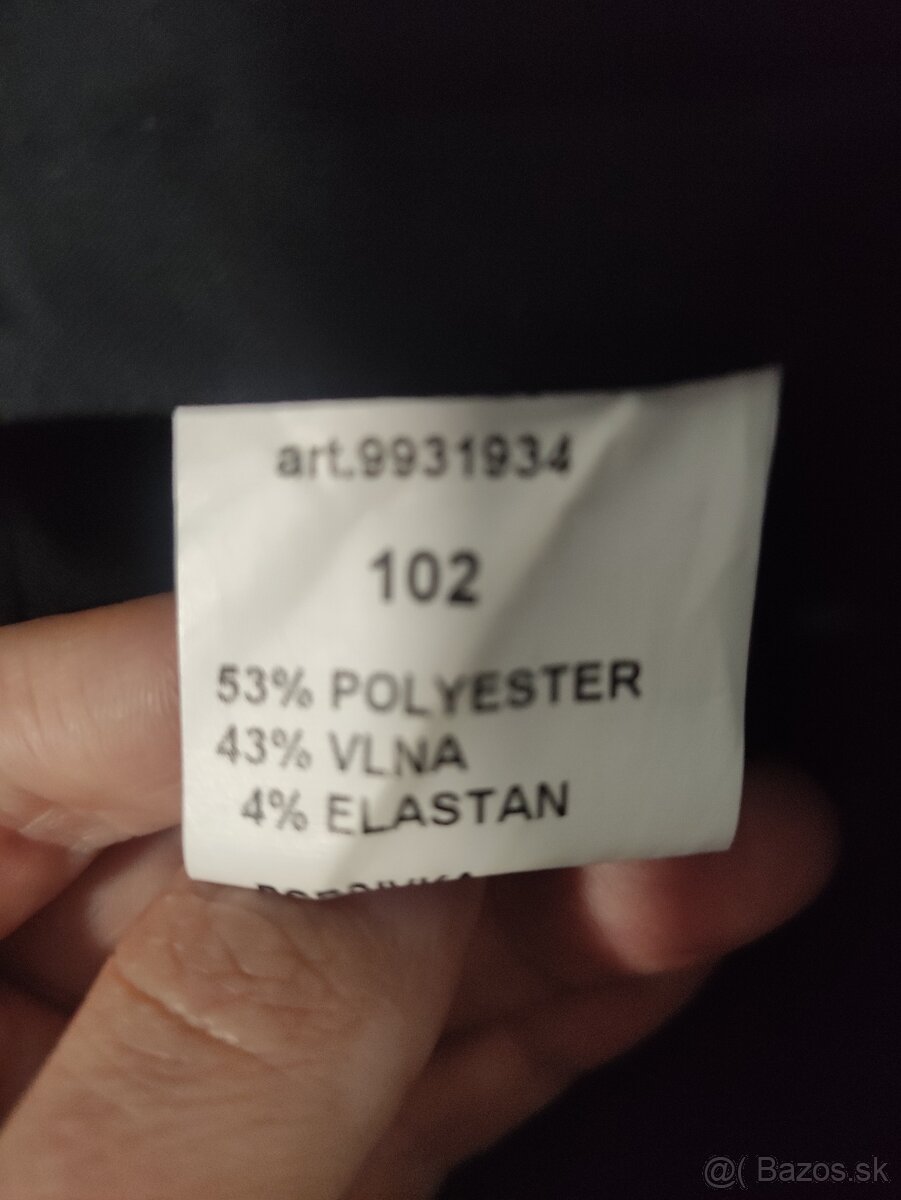 art.9931934
102
53% POLYESTER
43% VLNA
4% ELASTAN
@( Bazos.sk